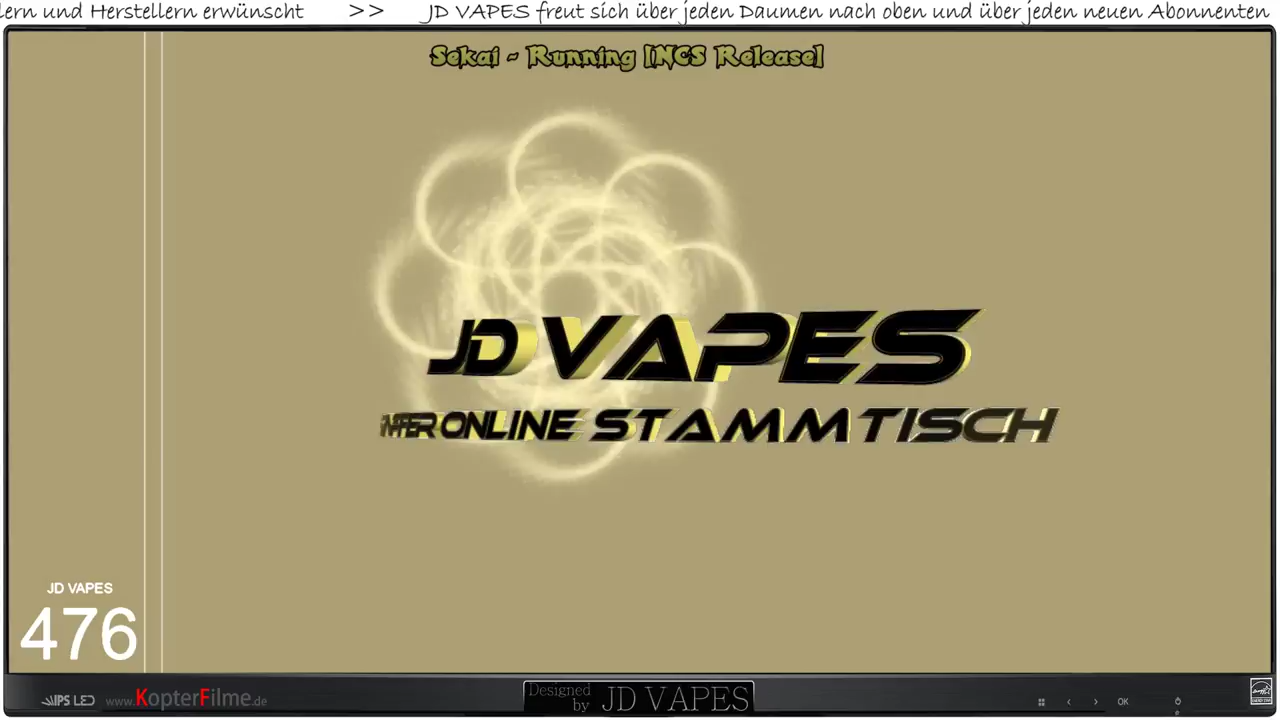 und Herstellern erwünscht >> JD VAPES freut sich über jeden Daumen nach oben und über jeden neuen Abonnenten
Sekai ~ Running [NCS Release]
JD VAPES
ONLINE STAMMTISCH
JD VAPES
476
IPS LED www.KopterFilme.de
Designed by JD VAPES
OK